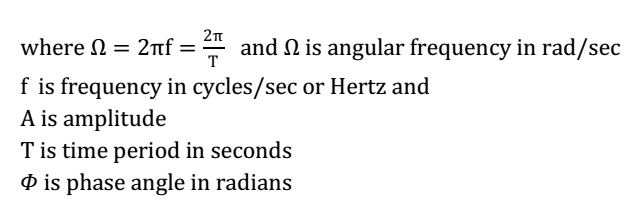 where Ω = 2πf = 2π/T and Ω is angular frequency in rad/sec
f is frequency in cycles/sec or Hertz and
A is amplitude
T is time period in seconds
Φ is phase angle in radians